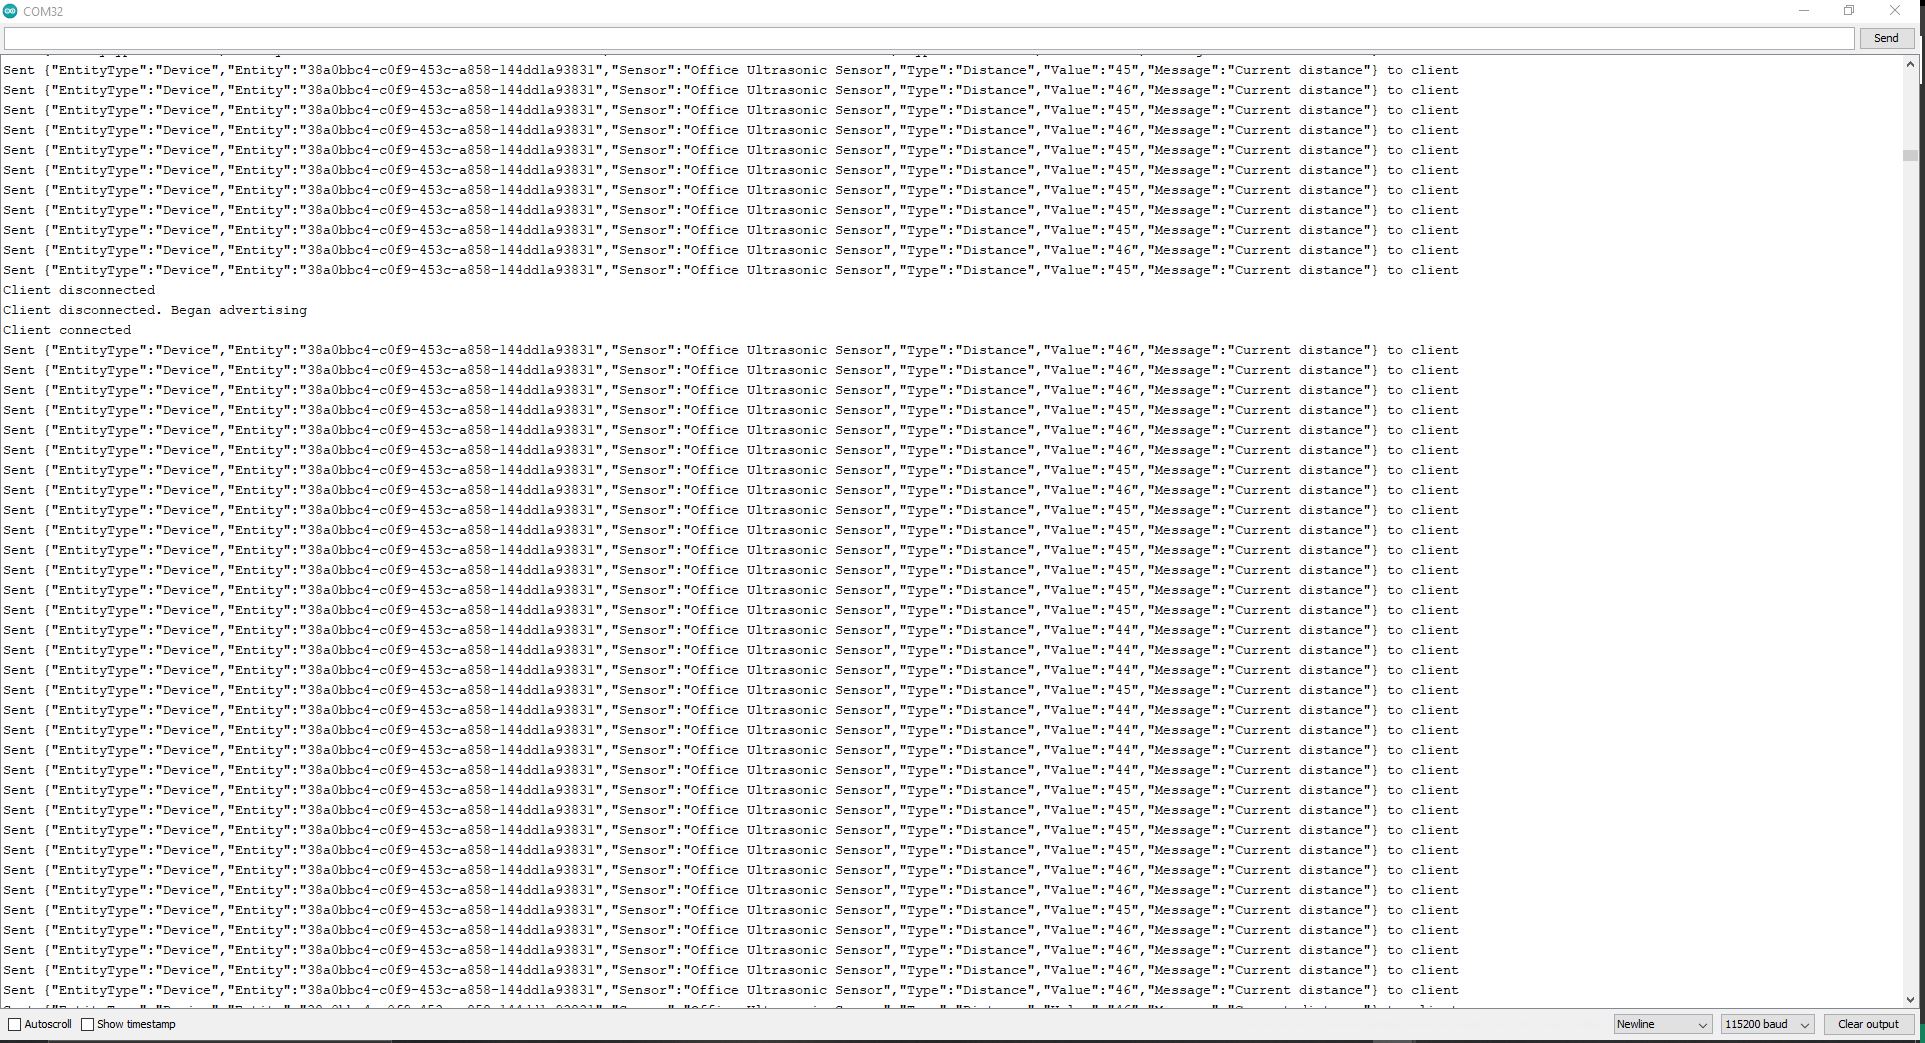 COM32
Send
Sent {"EntityType":"Device","Entity":"38a0bbc4-c0f9-453c-a858-144dd1a93831","Sensor":"Office Ultrasonic Sensor","Type":"Distance","Value":"45","Message":"Current distance"} to client
Sent {"EntityType":"Device","Entity":"38a0bbc4-c0f9-453c-a858-144dd1a93831","Sensor":"Office Ultrasonic Sensor","Type":"Distance","Value":"46","Message":"Current distance"} to client
Sent {"EntityType":"Device","Entity":"38a0bbc4-c0f9-453c-a858-144dd1a93831","Sensor":"Office Ultrasonic Sensor","Type":"Distance","Value":"45","Message":"Current distance"} to client
Sent {"EntityType":"Device","Entity":"38a0bbc4-c0f9-453c-a858-144dd1a93831","Sensor":"Office Ultrasonic Sensor","Type":"Distance","Value":"46","Message":"Current distance"} to client
Sent {"EntityType":"Device","Entity":"38a0bbc4-c0f9-453c-a858-144dd1a93831","Sensor":"Office Ultrasonic Sensor","Type":"Distance","Value":"45","Message":"Current distance"} to client
Sent {"EntityType":"Device","Entity":"38a0bbc4-c0f9-453c-a858-144dd1a93831","Sensor":"Office Ultrasonic Sensor","Type":"Distance","Value":"45","Message":"Current distance"} to client
Sent {"EntityType":"Device","Entity":"38a0bbc4-c0f9-453c-a858-144dd1a93831","Sensor":"Office Ultrasonic Sensor","Type":"Distance","Value":"45","Message":"Current distance"} to client
Sent {"EntityType":"Device","Entity":"38a0bbc4-c0f9-453c-a858-144dd1a93831","Sensor":"Office Ultrasonic Sensor","Type":"Distance","Value":"45","Message":"Current distance"} to client
Sent {"EntityType":"Device","Entity":"38a0bbc4-c0f9-453c-a858-144dd1a93831","Sensor":"Office Ultrasonic Sensor","Type":"Distance","Value":"45","Message":"Current distance"} to client
Sent {"EntityType":"Device","Entity":"38a0bbc4-c0f9-453c-a858-144dd1a93831","Sensor":"Office Ultrasonic Sensor","Type":"Distance","Value":"46","Message":"Current distance"} to client
Sent {"EntityType":"Device","Entity":"38a0bbc4-c0f9-453c-a858-144dd1a93831","Sensor":"Office Ultrasonic Sensor","Type":"Distance","Value":"45","Message":"Current distance"} to client
Client disconnected
Client disconnected. Began advertising
Client connected
Sent {"EntityType":"Device","Entity":"38a0bbc4-c0f9-453c-a858-144dd1a93831","Sensor":"Office Ultrasonic Sensor","Type":"Distance","Value":"46","Message":"Current distance"} to client
Sent {"EntityType":"Device","Entity":"38a0bbc4-c0f9-453c-a858-144dd1a93831","Sensor":"Office Ultrasonic Sensor","Type":"Distance","Value":"46","Message":"Current distance"} to client
Sent {"EntityType":"Device","Entity":"38a0bbc4-c0f9-453c-a858-144dd1a93831","Sensor":"Office Ultrasonic Sensor","Type":"Distance","Value":"46","Message":"Current distance"} to client
Sent {"EntityType":"Device","Entity":"38a0bbc4-c0f9-453c-a858-144dd1a93831","Sensor":"Office Ultrasonic Sensor","Type":"Distance","Value":"45","Message":"Current distance"} to client
Sent {"EntityType":"Device","Entity":"38a0bbc4-c0f9-453c-a858-144dd1a93831","Sensor":"Office Ultrasonic Sensor","Type":"Distance","Value":"46","Message":"Current distance"} to client
Sent {"EntityType":"Device","Entity":"38a0bbc4-c0f9-453c-a858-144dd1a93831","Sensor":"Office Ultrasonic Sensor","Type":"Distance","Value":"46","Message":"Current distance"} to client
Sent {"EntityType":"Device","Entity":"38a0bbc4-c0f9-453c-a858-144dd1a93831","Sensor":"Office Ultrasonic Sensor","Type":"Distance","Value":"45","Message":"Current distance"} to client
Sent {"EntityType":"Device","Entity":"38a0bbc4-c0f9-453c-a858-144dd1a93831","Sensor":"Office Ultrasonic Sensor","Type":"Distance","Value":"46","Message":"Current distance"} to client
Sent {"EntityType":"Device","Entity":"38a0bbc4-c0f9-453c-a858-144dd1a93831","Sensor":"Office Ultrasonic Sensor","Type":"Distance","Value":"45","Message":"Current distance"} to client
Sent {"EntityType":"Device","Entity":"38a0bbc4-c0f9-453c-a858-144dd1a93831","Sensor":"Office Ultrasonic Sensor","Type":"Distance","Value":"45","Message":"Current distance"} to client
Sent {"EntityType":"Device","Entity":"38a0bbc4-c0f9-453c-a858-144dd1a93831","Sensor":"Office Ultrasonic Sensor","Type":"Distance","Value":"45","Message":"Current distance"} to client
Sent {"EntityType":"Device","Entity":"38a0bbc4-c0f9-453c-a858-144dd1a93831","Sensor":"Office Ultrasonic Sensor","Type":"Distance","Value":"45","Message":"Current distance"} to client
Sent {"EntityType":"Device","Entity":"38a0bbc4-c0f9-453c-a858-144dd1a93831","Sensor":"Office Ultrasonic Sensor","Type":"Distance","Value":"45","Message":"Current distance"} to client
Sent {"EntityType":"Device","Entity":"38a0bbc4-c0f9-453c-a858-144dd1a93831","Sensor":"Office Ultrasonic Sensor","Type":"Distance","Value":"45","Message":"Current distance"} to client
Sent {"EntityType":"Device","Entity":"38a0bbc4-c0f9-453c-a858-144dd1a93831","Sensor":"Office Ultrasonic Sensor","Type":"Distance","Value":"44","Message":"Current distance"} to client
Sent {"EntityType":"Device","Entity":"38a0bbc4-c0f9-453c-a858-144dd1a93831","Sensor":"Office Ultrasonic Sensor","Type":"Distance","Value":"44","Message":"Current distance"} to client
Sent {"EntityType":"Device","Entity":"38a0bbc4-c0f9-453c-a858-144dd1a93831","Sensor":"Office Ultrasonic Sensor","Type":"Distance","Value":"44","Message":"Current distance"} to client
Sent {"EntityType":"Device","Entity":"38a0bbc4-c0f9-453c-a858-144dd1a93831","Sensor":"Office Ultrasonic Sensor","Type":"Distance","Value":"45","Message":"Current distance"} to client
Sent {"EntityType":"Device","Entity":"38a0bbc4-c0f9-453c-a858-144dd1a93831","Sensor":"Office Ultrasonic Sensor","Type":"Distance","Value":"44","Message":"Current distance"} to client
Sent {"EntityType":"Device","Entity":"38a0bbc4-c0f9-453c-a858-144dd1a93831","Sensor":"Office Ultrasonic Sensor","Type":"Distance","Value":"44","Message":"Current distance"} to client
Sent {"EntityType":"Device","Entity":"38a0bbc4-c0f9-453c-a858-144dd1a93831","Sensor":"Office Ultrasonic Sensor","Type":"Distance","Value":"44","Message":"Current distance"} to client
Sent {"EntityType":"Device","Entity":"38a0bbc4-c0f9-453c-a858-144dd1a93831","Sensor":"Office Ultrasonic Sensor","Type":"Distance","Value":"44","Message":"Current distance"} to client
Sent {"EntityType":"Device","Entity":"38a0bbc4-c0f9-453c-a858-144dd1a93831","Sensor":"Office Ultrasonic Sensor","Type":"Distance","Value":"45","Message":"Current distance"} to client
Sent {"EntityType":"Device","Entity":"38a0bbc4-c0f9-453c-a858-144dd1a93831","Sensor":"Office Ultrasonic Sensor","Type":"Distance","Value":"45","Message":"Current distance"} to client
Sent {"EntityType":"Device","Entity":"38a0bbc4-c0f9-453c-a858-144dd1a93831","Sensor":"Office Ultrasonic Sensor","Type":"Distance","Value":"45","Message":"Current distance"} to client
Sent {"EntityType":"Device","Entity":"38a0bbc4-c0f9-453c-a858-144dd1a93831","Sensor":"Office Ultrasonic Sensor","Type":"Distance","Value":"45","Message":"Current distance"} to client
Sent {"EntityType":"Device","Entity":"38a0bbc4-c0f9-453c-a858-144dd1a93831","Sensor":"Office Ultrasonic Sensor","Type":"Distance","Value":"46","Message":"Current distance"} to client
Sent {"EntityType":"Device","Entity":"38a0bbc4-c0f9-453c-a858-144dd1a93831","Sensor":"Office Ultrasonic Sensor","Type":"Distance","Value":"46","Message":"Current distance"} to client
Sent {"EntityType":"Device","Entity":"38a0bbc4-c0f9-453c-a858-144dd1a93831","Sensor":"Office Ultrasonic Sensor","Type":"Distance","Value":"45","Message":"Current distance"} to client
Sent {"EntityType":"Device","Entity":"38a0bbc4-c0f9-453c-a858-144dd1a93831","Sensor":"Office Ultrasonic Sensor","Type":"Distance","Value":"46","Message":"Current distance"} to client
Sent {"EntityType":"Device","Entity":"38a0bbc4-c0f9-453c-a858-144dd1a93831","Sensor":"Office Ultrasonic Sensor","Type":"Distance","Value":"46","Message":"Current distance"} to client
Sent {"EntityType":"Device","Entity":"38a0bbc4-c0f9-453c-a858-144dd1a93831","Sensor":"Office Ultrasonic Sensor","Type":"Distance","Value":"46","Message":"Current distance"} to client
Sent {"EntityType":"Device","Entity":"38a0bbc4-c0f9-453c-a858-144dd1a93831","Sensor":"Office Ultrasonic Sensor","Type":"Distance","Value":"46","Message":"Current distance"} to client
Autoscroll Show timestamp Newline 115200 baud Clear output